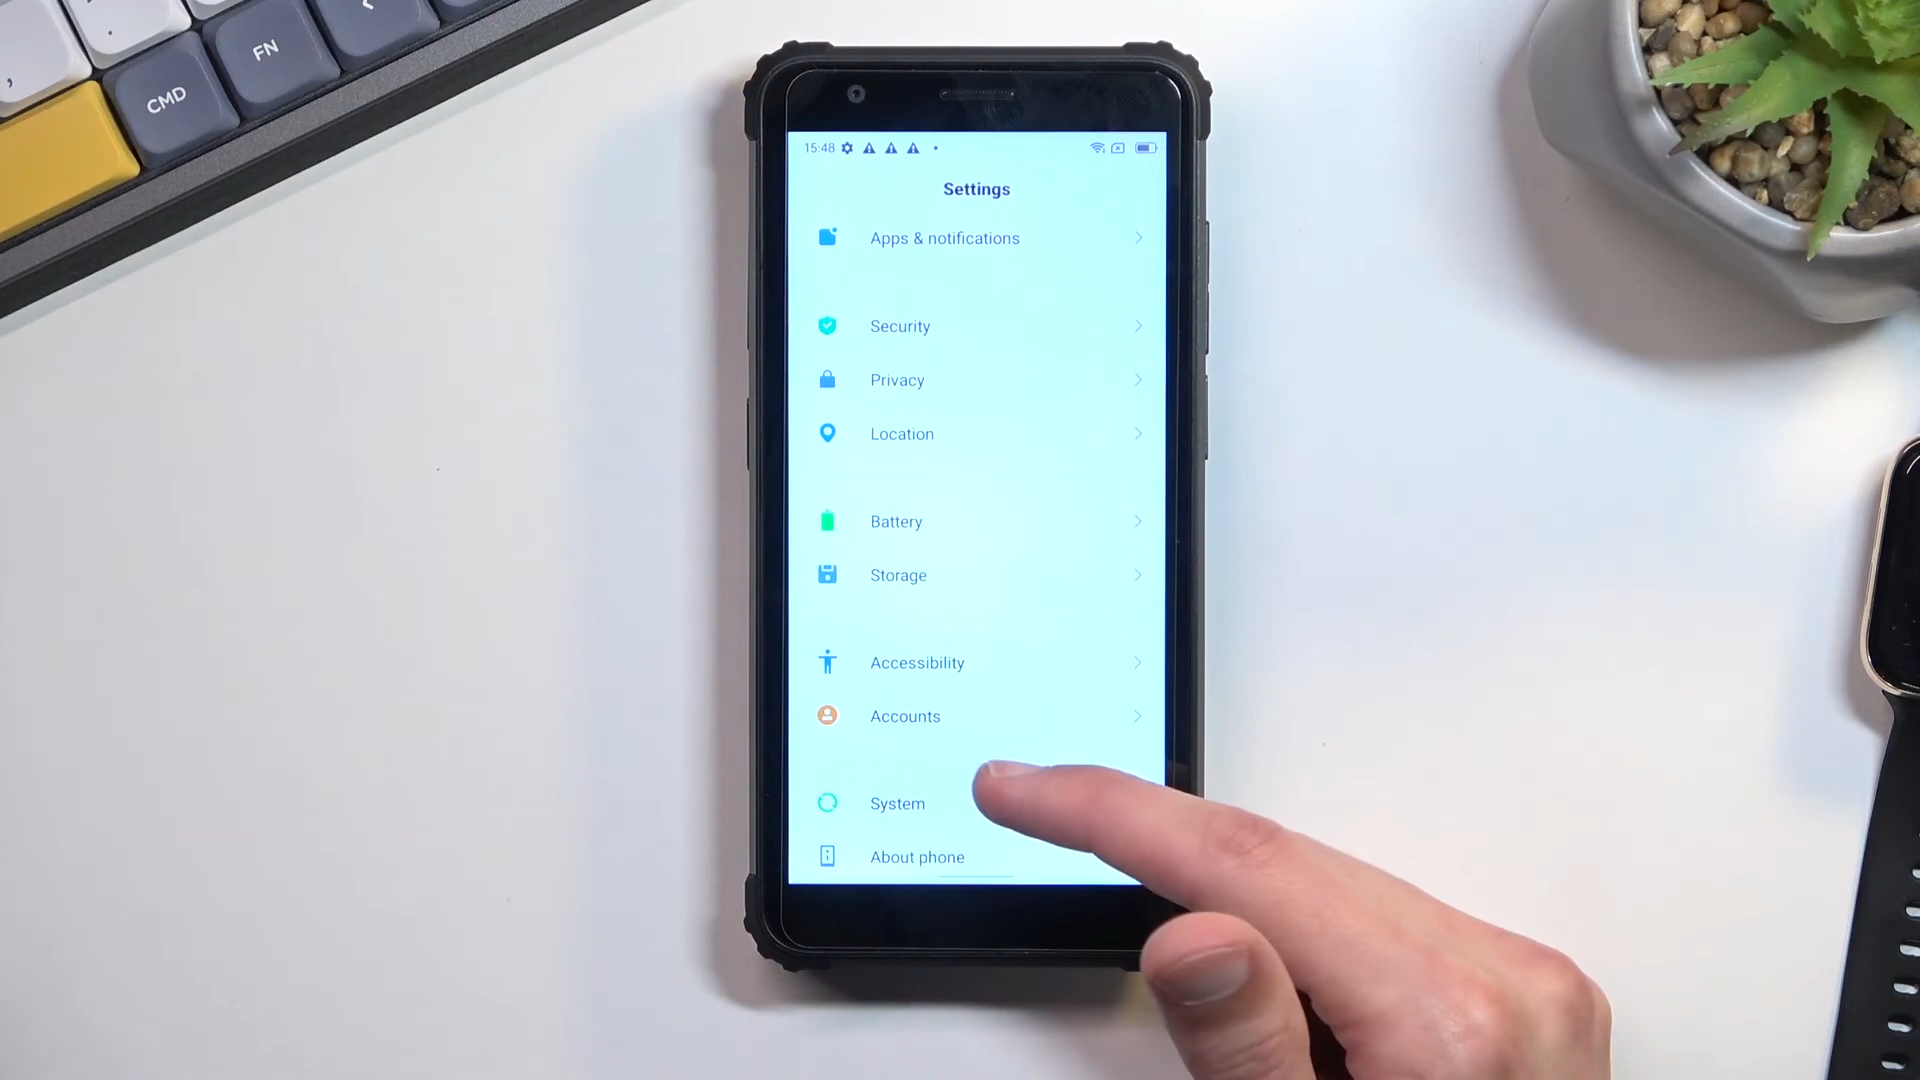 FN
CMD
15:48
Settings
Apps & notifications
Security
Privacy
Location
Battery
Storage
Accessibility
Accounts
System
About phone